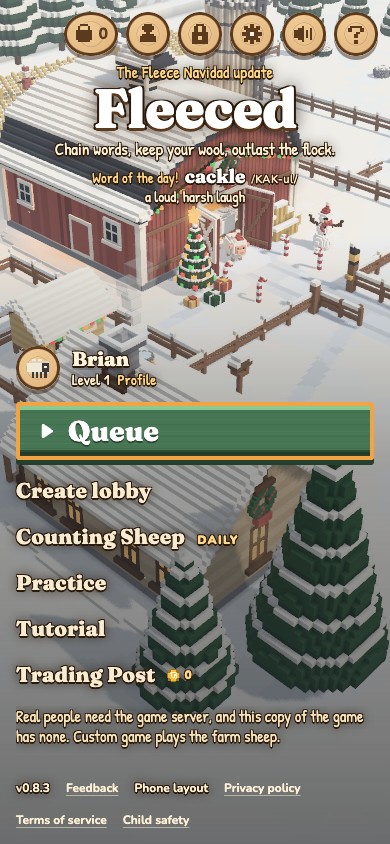 0
The Fleece Navidad update
Fleeced
Chain words, keep your wool, outlast the flock.
Word of the day! cackle /KAK-ul/
a loud, harsh laugh
Brian
Level 1 Profile
Queue
Create lobby
Counting Sheep DAILY
Practice
Tutorial
Trading Post 0
Real people need the game server, and this copy of the game
has none. Custom game plays the farm sheep.
v0.8.3 Feedback Phone layout Privacy policy
Terms of service Child safety